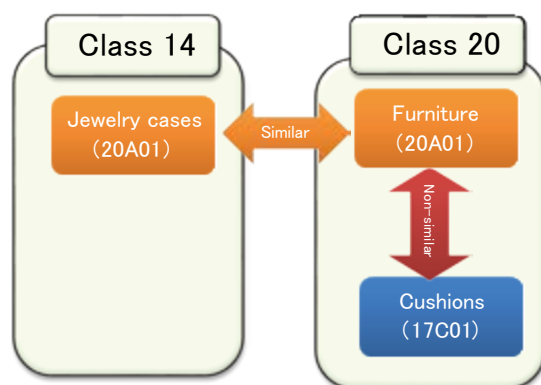 Class 14
Class 20
Jewelry cases
(20A01)
Similar
Furniture
(20A01)
Non-similar
Cushions
(17C01)